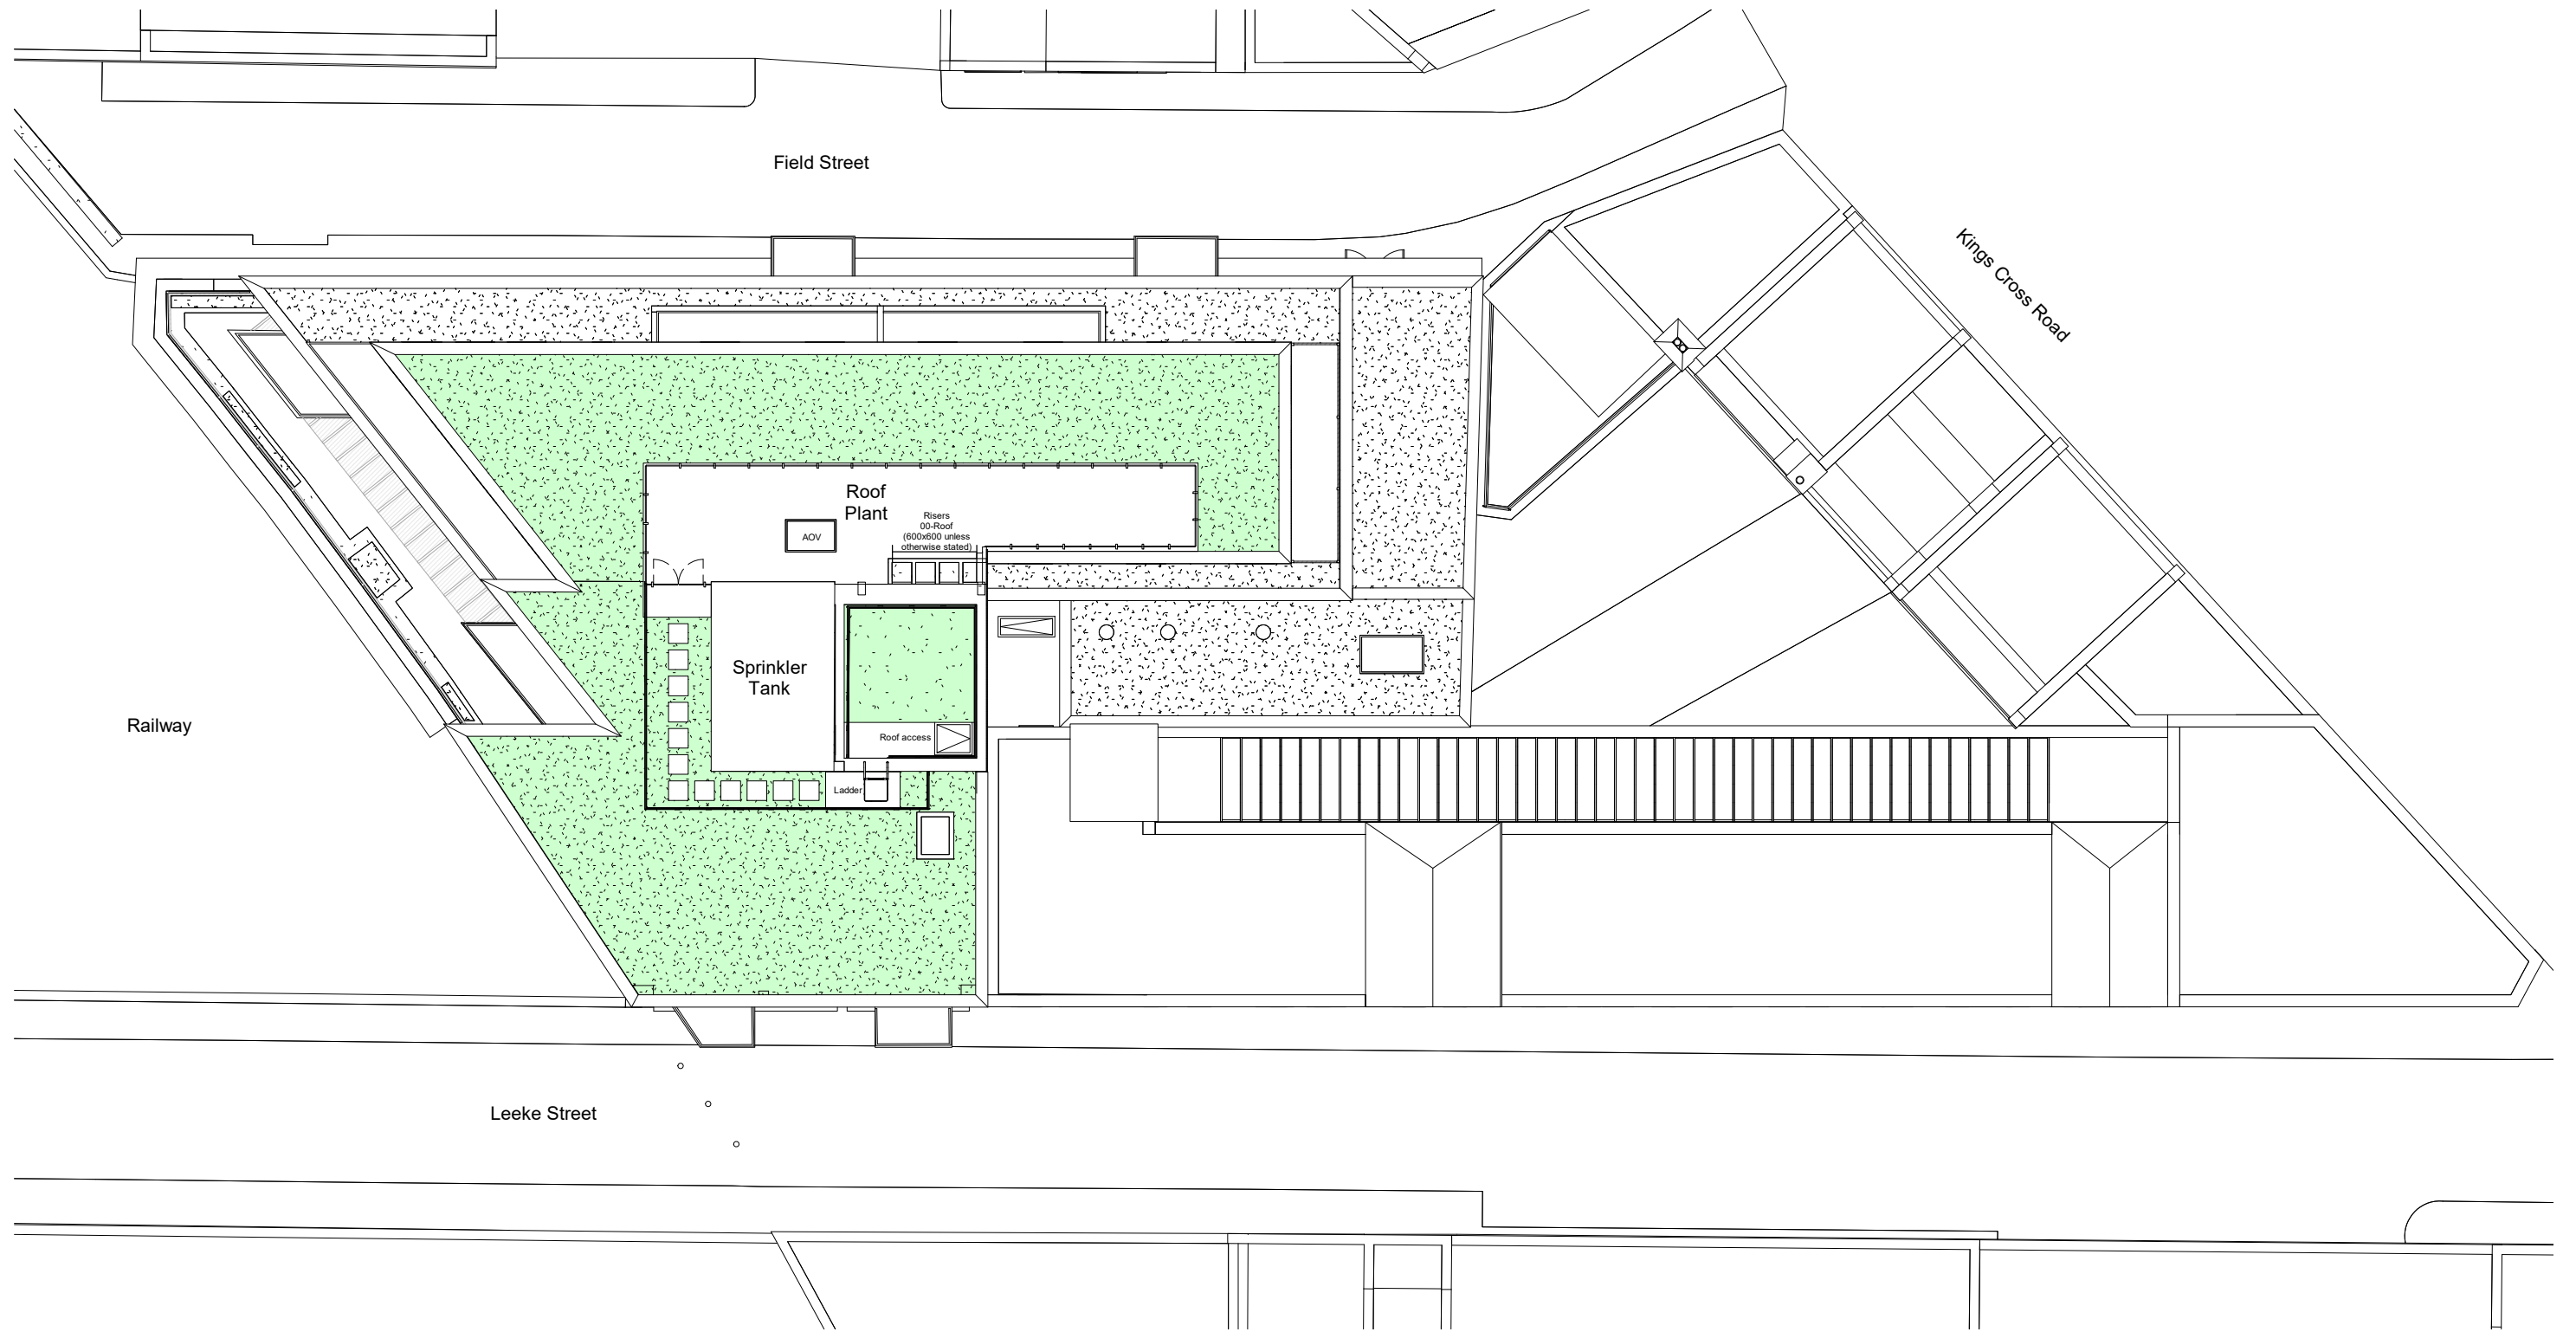 Field Street
Kings Cross Road
Roof
Plant
Risers
00-Roof
(600x600 unless
otherwise stated)
AOV
Sprinkler
Tank
Railway
Roof access
Ladder
Leeke Street